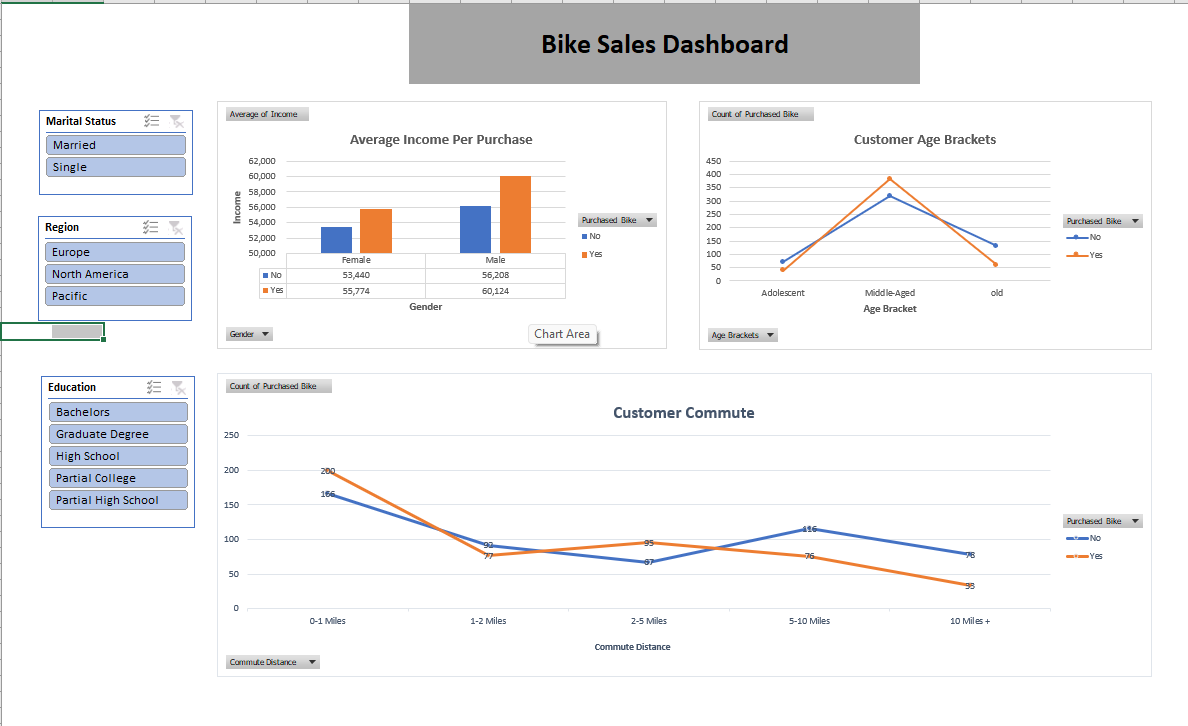 Bike Sales Dashboard
Marital Status
Married
Single
Region
Europe
North America
Pacific
Education
Bachelors
Graduate Degree
High School
Partial College
Partial High School
Average of Income
Average Income Per Purchase
62,000
60,000
58,000
56,000
54,000
52,000
50,000
Income
Female Male
No 53,440 56,208
Yes 55,774 60,124
Gender
Purchased Bike
No
Yes
Gender
Chart Area
Count of Purchased Bike
Customer Age Brackets
450
400
350
300
250
200
150
100
50
0
Adolescent Middle-Aged old
Age Bracket
Purchased Bike
No
Yes
Age Brackets
Count of Purchased Bike
Customer Commute
250
200
150
100
50
0
200
166
92
77
95
67
116
76
78
33
0-1 Miles 1-2 Miles 2-5 Miles 5-10 Miles 10 Miles +
Commute Distance
Purchased Bike
No
Yes
Commute Distance